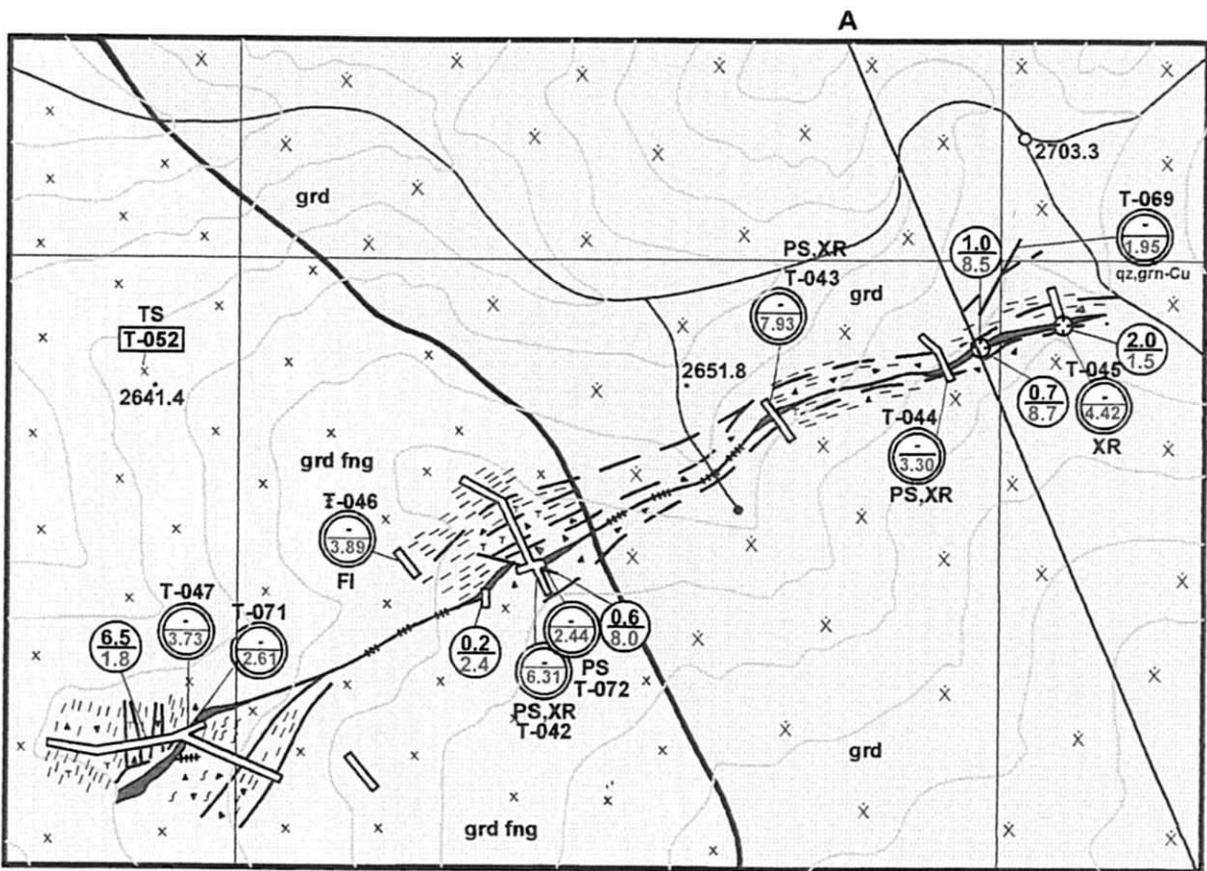 A
2703.3
grd
T-069
-
1.95
qz,grn-Cu
1.0
8.5
PS,XR
T-043
-
7.93
grd
TS
T-052
2641.4
2651.8
2.0
1.5
T-045
-
4.42
XR
0.7
8.7
T-044
-
3.30
PS,XR
grd fng
T-046
-
3.89
FI
T-047
-
3.73
T-071
-
2.61
6.5
1.8
0.2
2.4
-
2.44
PS
T-072
0.6
8.0
-
6.31
PS,XR
T-042
grd
grd fng